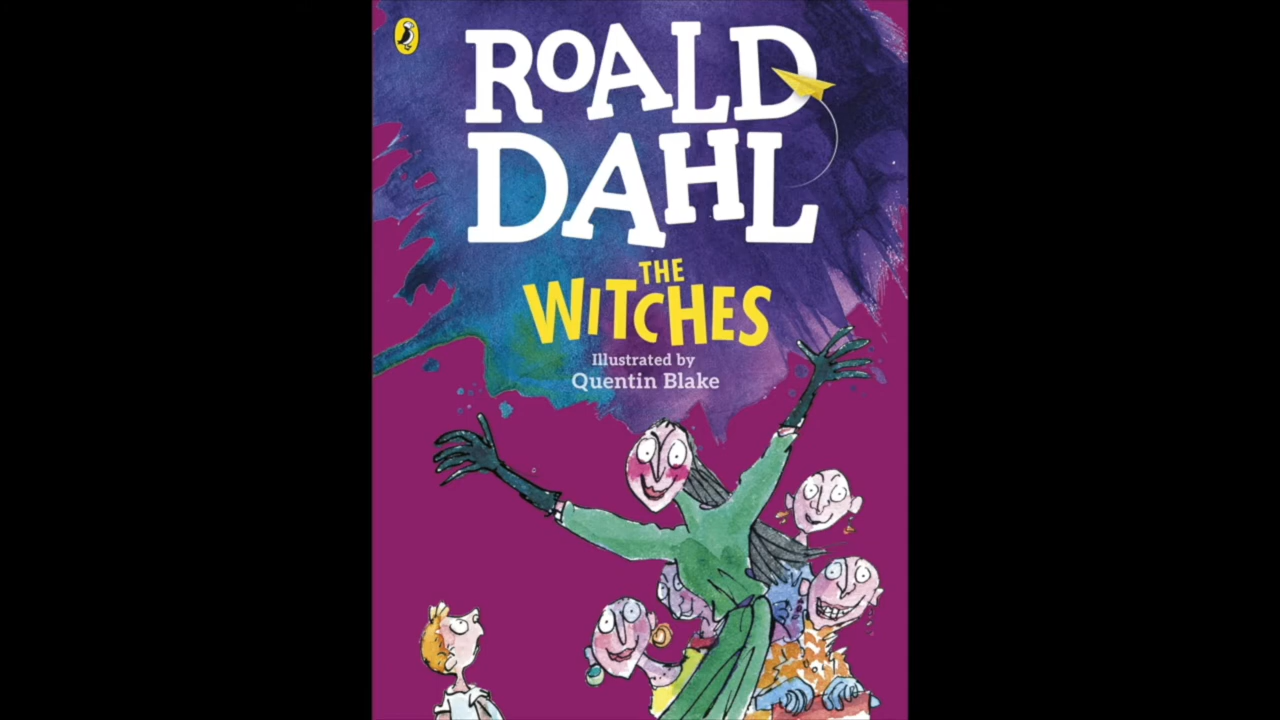 ROALD
DAHL
THE
WITCHES
Illustrated by
Quentin Blake